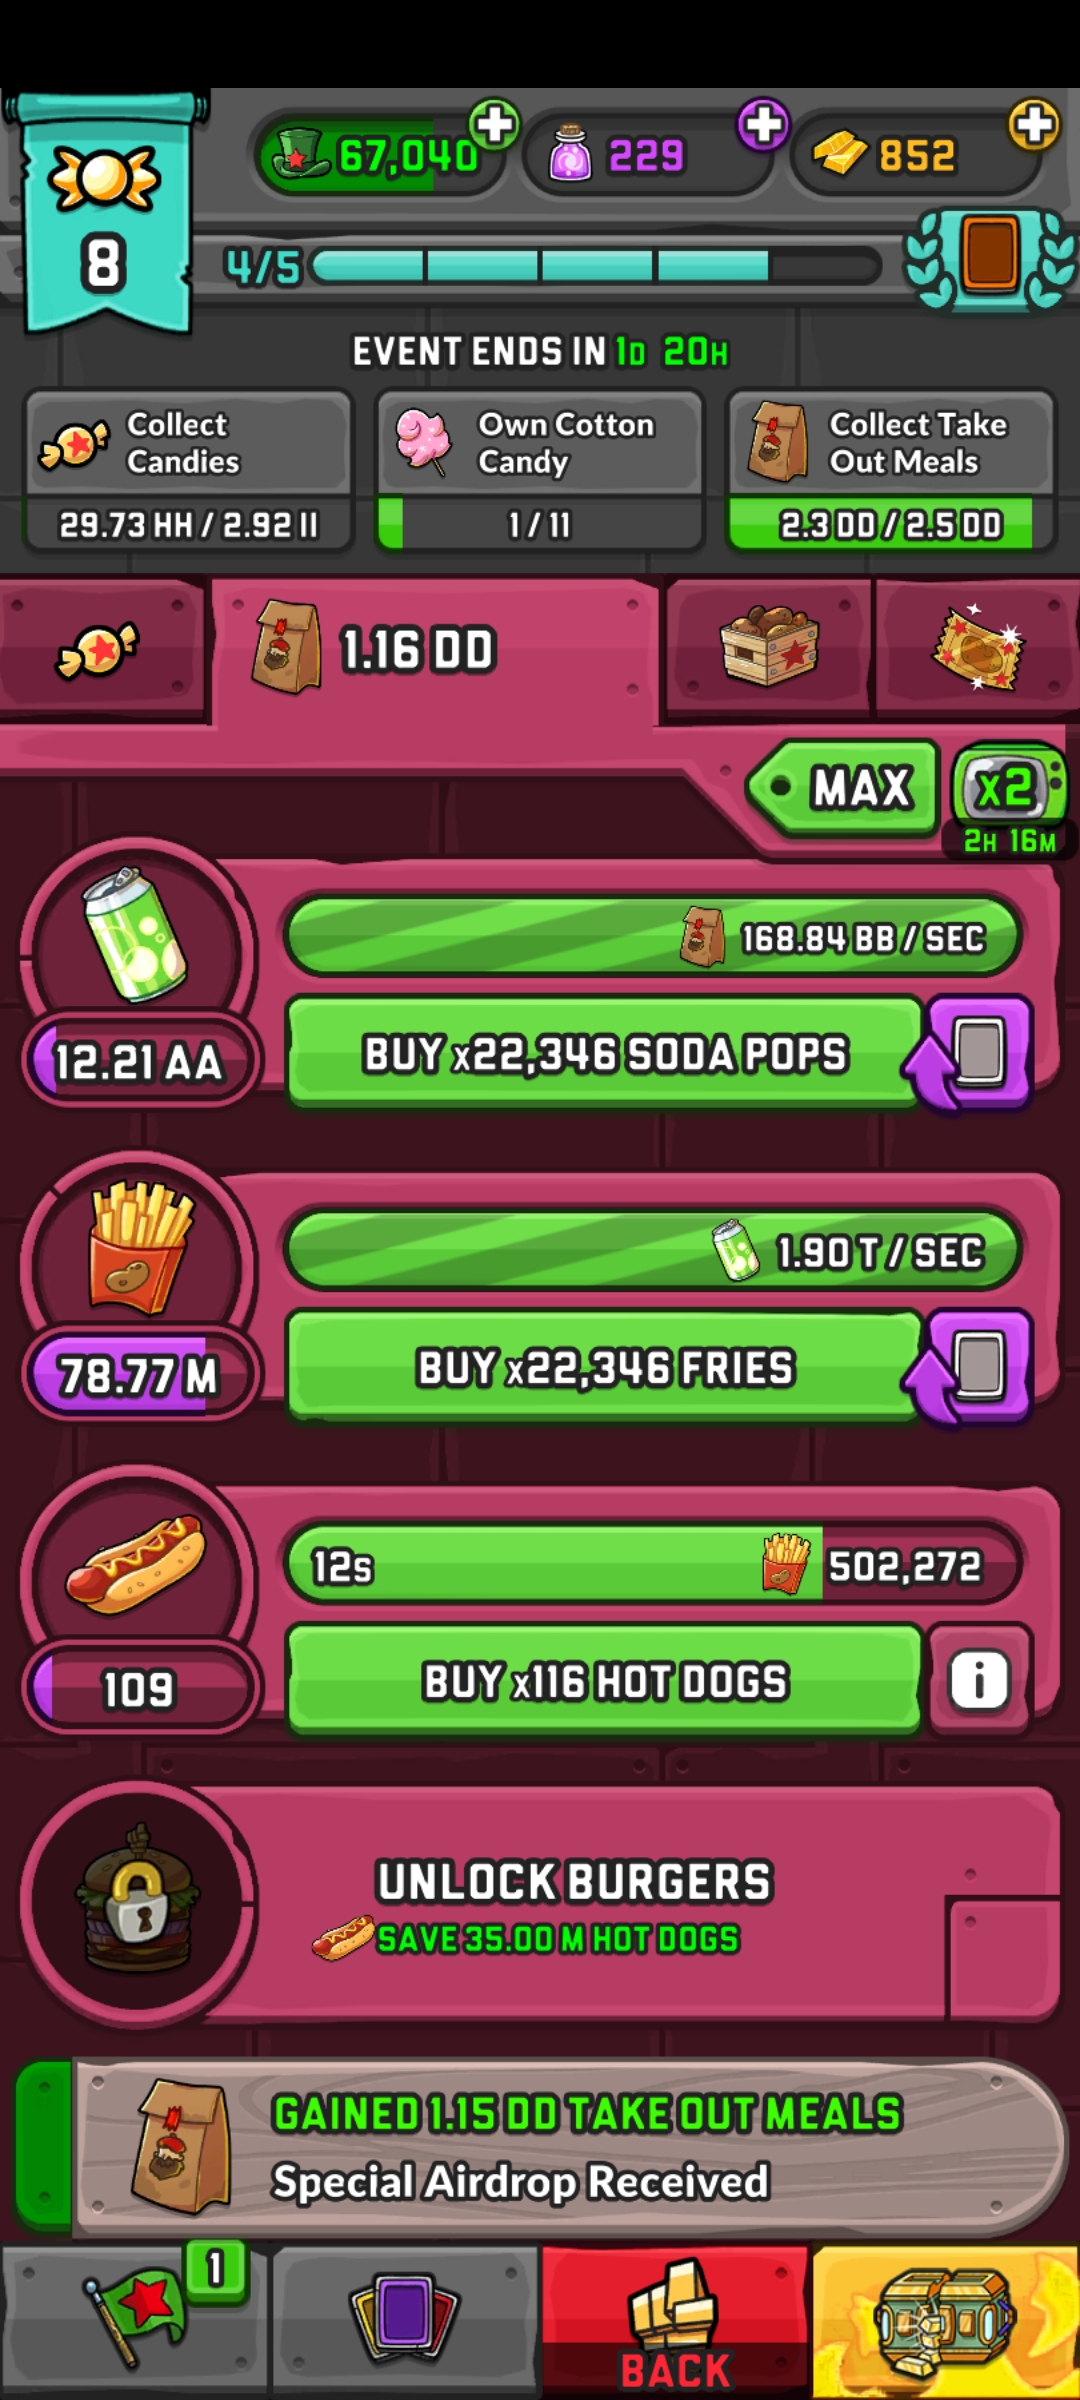 67,040
229
852
8
4/5
EVENT ENDS IN 1D 20H
Collect
Candies
29.73 HH / 2.92 II
Own Cotton
Candy
1 / 11
Collect Take
Out Meals
2.3 DD / 2.5 DD
1.16 DD
MAX
x2
2H 16M
168.84 BB / SEC
12.21 AA
BUY x22,346 SODA POPS
1.90 T / SEC
78.77 M
BUY x22,346 FRIES
12s
502,272
109
BUY x116 HOT DOGS
i
UNLOCK BURGERS
SAVE 35.00 M HOT DOGS
GAINED 1.15 DD TAKE OUT MEALS
Special Airdrop Received
1
BACK